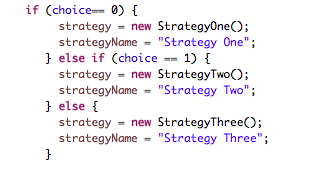 if (choice== 0) {
strategy = new StrategyOne();
strategyName = "Strategy One";
} else if (choice == 1) {
strategy = new StrategyTwo();
strategyName = "Strategy Two";
} else {
strategy = new StrategyThree();
strategyName = "Strategy Three";
}